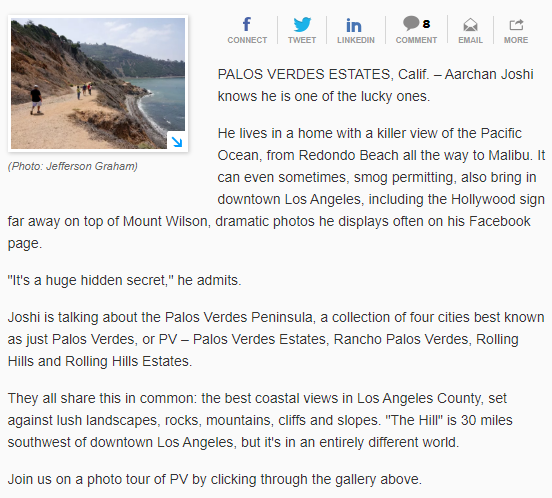 8
CONNECT TWEET LINKEDIN COMMENT EMAIL MORE
PALOS VERDES ESTATES, Calif. – Aarchan Joshi
knows he is one of the lucky ones.
He lives in a home with a killer view of the Pacific
Ocean, from Redondo Beach all the way to Malibu. It
can even sometimes, smog permitting, also bring in
downtown Los Angeles, including the Hollywood sign
(Photo: Jefferson Graham)
far away on top of Mount Wilson, dramatic photos he displays often on his Facebook
page.
"It's a huge hidden secret," he admits.
Joshi is talking about the Palos Verdes Peninsula, a collection of four cities best known
as just Palos Verdes, or PV – Palos Verdes Estates, Rancho Palos Verdes, Rolling
Hills and Rolling Hills Estates.
They all share this in common: the best coastal views in Los Angeles County, set
against lush landscapes, rocks, mountains, cliffs and slopes. "The Hill" is 30 miles
southwest of downtown Los Angeles, but it's in an entirely different world.
Join us on a photo tour of PV by clicking through the gallery above.